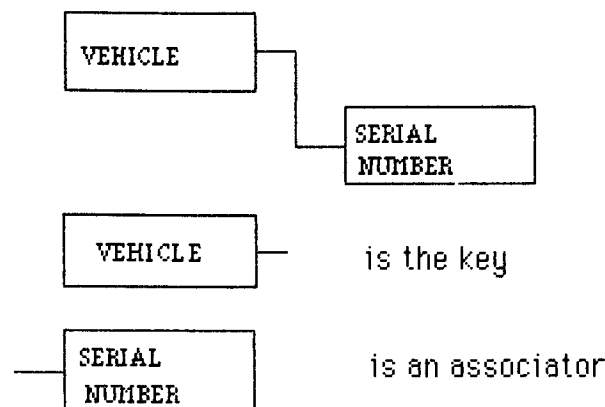 VEHICLE
SERIAL
NUMBER
VEHICLE
is the key
SERIAL
NUMBER
is an associator